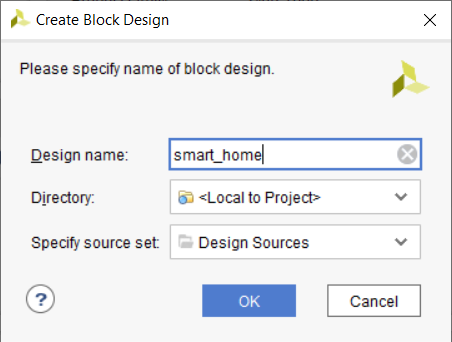 Create Block Design
Please specify name of block design.
Design name: smart_home
Directory: <Local to Project>
Specify source set: Design Sources
? OK Cancel